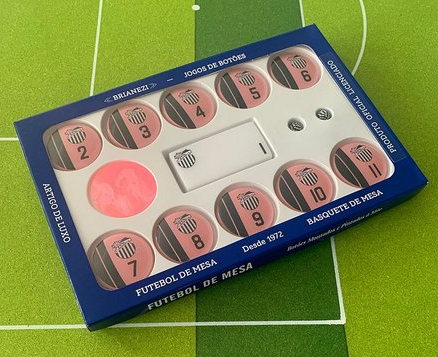 BRIANEZI
JOGOS DE BOTÕES
PRODUTO OFICIAL LICENCIADO
ARTIGO DE LUXO
2
3
4
5
6
1
7
8
9
10
11
FUTEBOL DE MESA
Desde 1972
BASQUETE DE MESA
FUTEBOL DE MESA
Botões Montados e Pintados a Mão